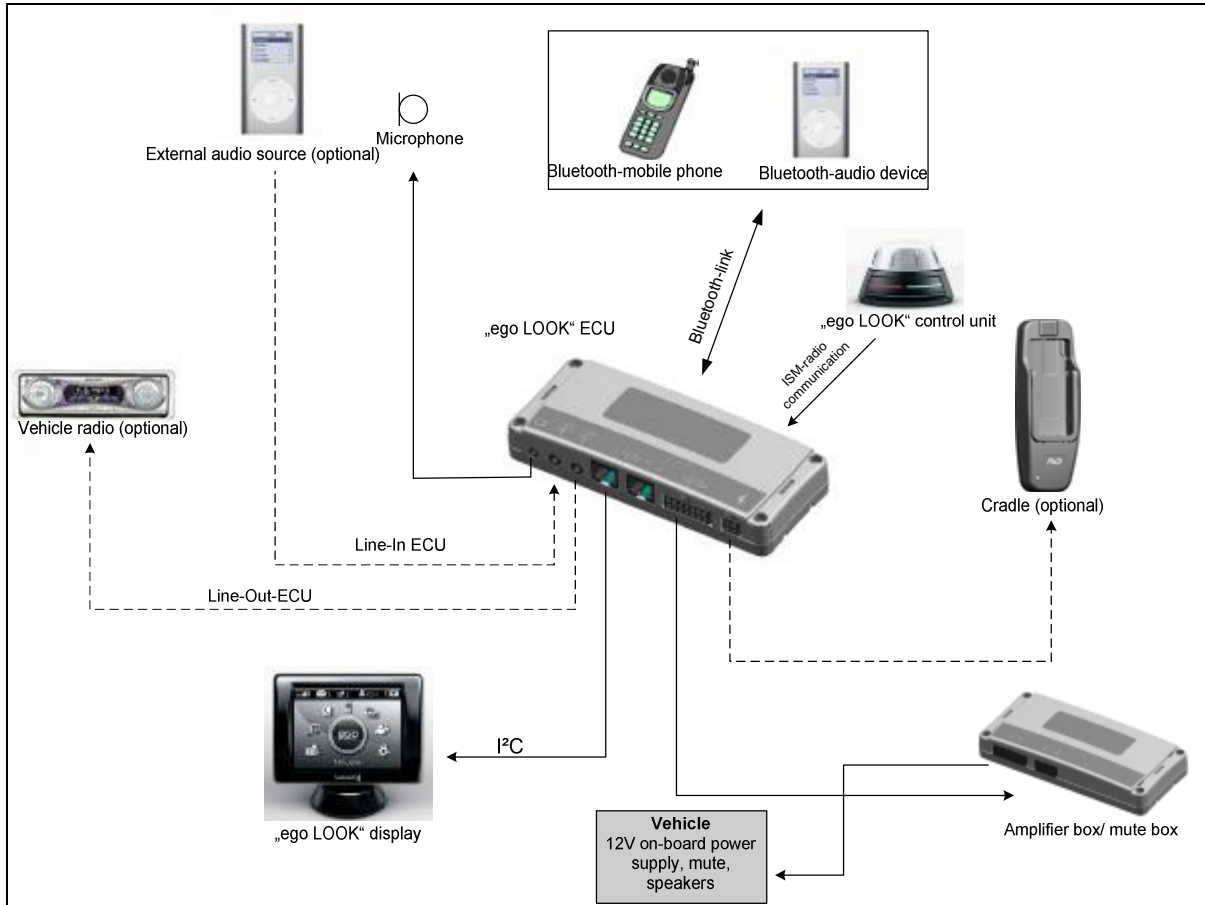 External audio source (optional)
Microphone
Bluetooth-mobile phone
Bluetooth-audio device
Bluetooth-link
„ego LOOK“ control unit
ISM-radio
communication
„ego LOOK“ ECU
Vehicle radio (optional)
Cradle (optional)
Line-In ECU
Line-Out-ECU
I²C
„ego LOOK“ display
Vehicle
12V on-board power
supply, mute,
speakers
Amplifier box/ mute box